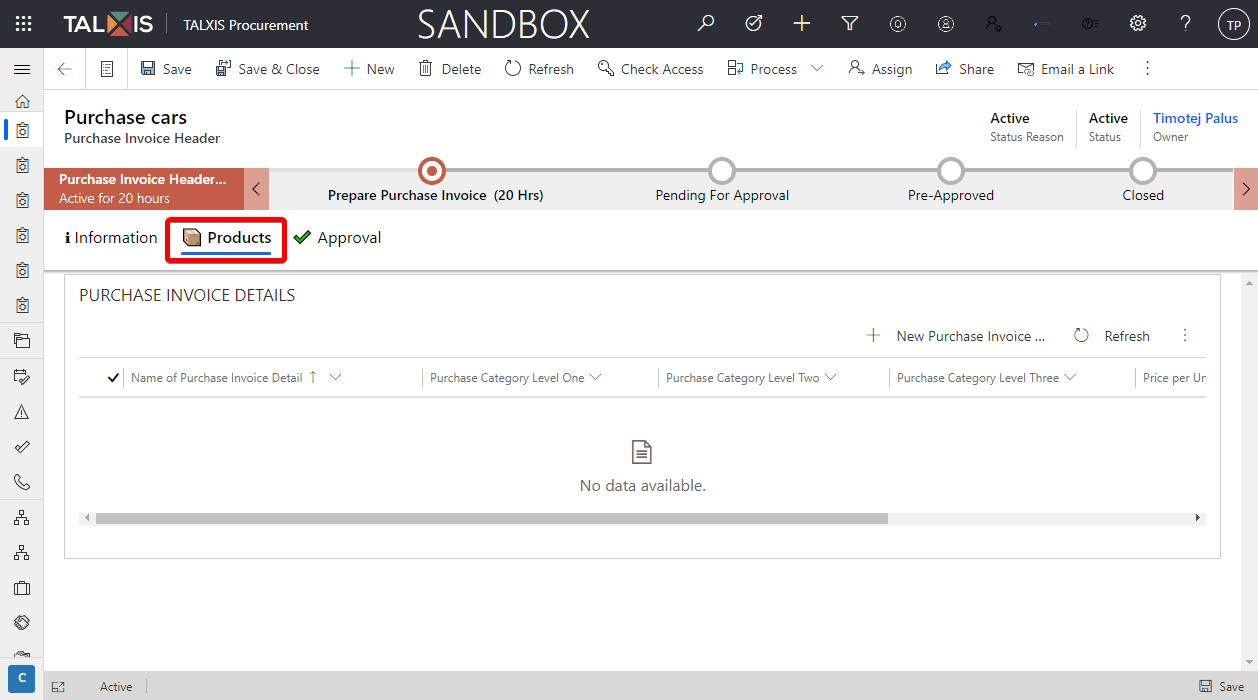 TALXIS
TALXIS Procurement
SANDBOX
?
TP
Save
Save & Close
New
Delete
Refresh
Check Access
Process
Assign
Share
Email a Link
Purchase cars
Purchase Invoice Header
Active
Status Reason
Active
Status
Timotej Palus
Owner
Purchase Invoice Header...
Active for 20 hours
Prepare Purchase Invoice (20 Hrs)
Pending For Approval
Pre-Approved
Closed
Information
Products
Approval
PURCHASE INVOICE DETAILS
New Purchase Invoice ...
Refresh
Name of Purchase Invoice Detail ↑
Purchase Category Level One
Purchase Category Level Two
Purchase Category Level Three
Price per Un
No data available.
C
Active
Save